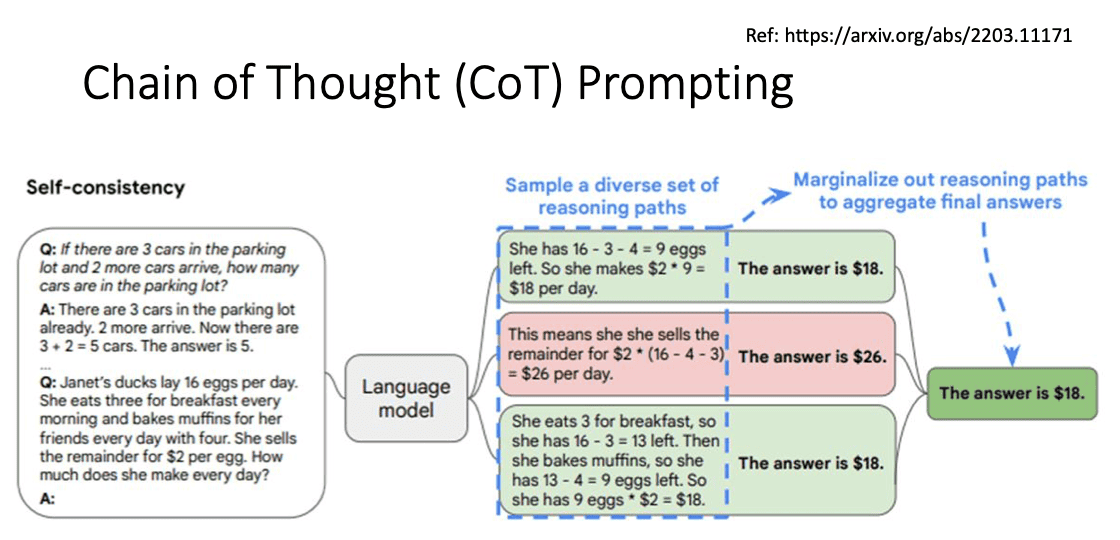 Ref: https://arxiv.org/abs/2203.11171
Chain of Thought (CoT) Prompting
Self-consistency
Q: If there are 3 cars in the parking
lot and 2 more cars arrive, how many
cars are in the parking lot?
A: There are 3 cars in the parking lot
already. 2 more arrive. Now there are
3 + 2 = 5 cars. The answer is 5.
...
Q: Janet's ducks lay 16 eggs per day.
She eats three for breakfast every
morning and bakes muffins for her
friends every day with four. She sells
the remainder for $2 per egg. How
much does she make every day?
A:
Language
model
Sample a diverse set of
reasoning paths
She has 16 - 3 - 4 = 9 eggs
left. So she makes $2 * 9 =
$18 per day.
The answer is $18.
This means she she sells the
remainder for $2 * (16 - 4 - 3)
= $26 per day.
The answer is $26.
She eats 3 for breakfast, so
she has 16 - 3 = 13 left. Then
she bakes muffins, so she
has 13 - 4 = 9 eggs left. So
she has 9 eggs * $2 = $18.
The answer is $18.
Marginalize out reasoning paths
to aggregate final answers
The answer is $18.